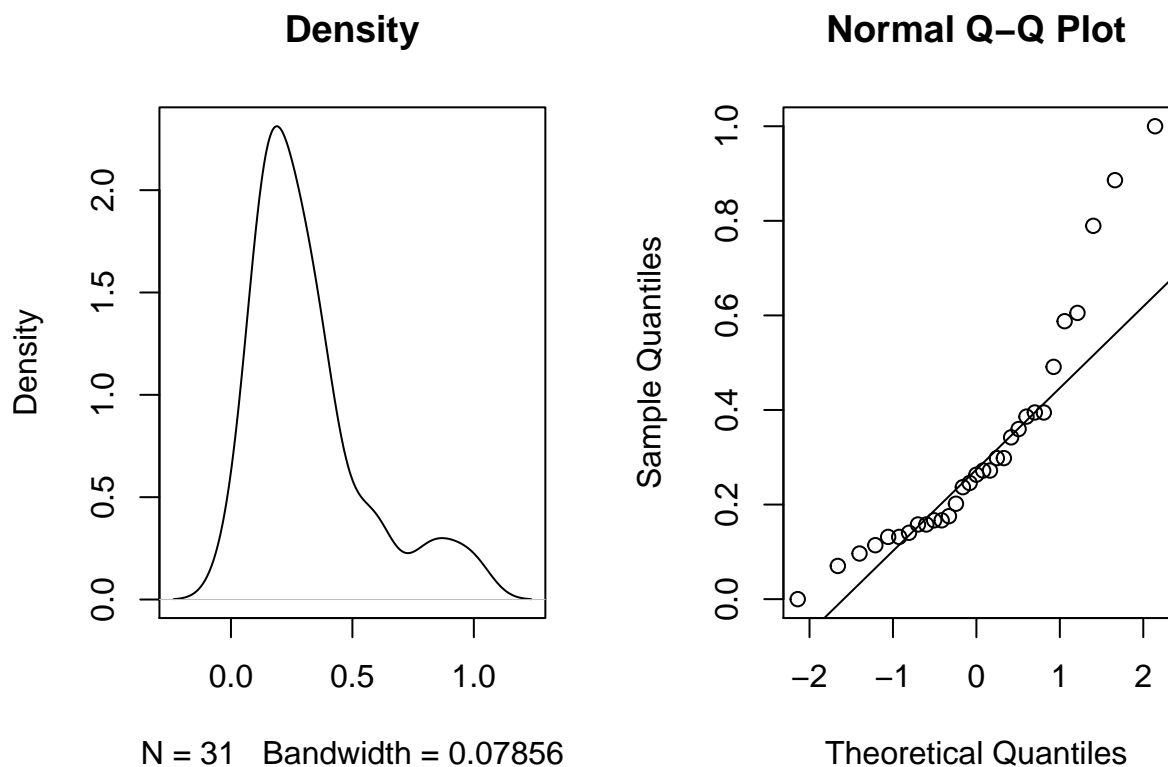 Density
Density
0.0
0.5
1.0
1.5
2.0
0.0 0.5 1.0
N = 31 Bandwidth = 0.07856
Normal Q−Q Plot
Sample Quantiles
0.0
0.2
0.4
0.6
0.8
1.0
−2 −1 0 1 2
Theoretical Quantiles